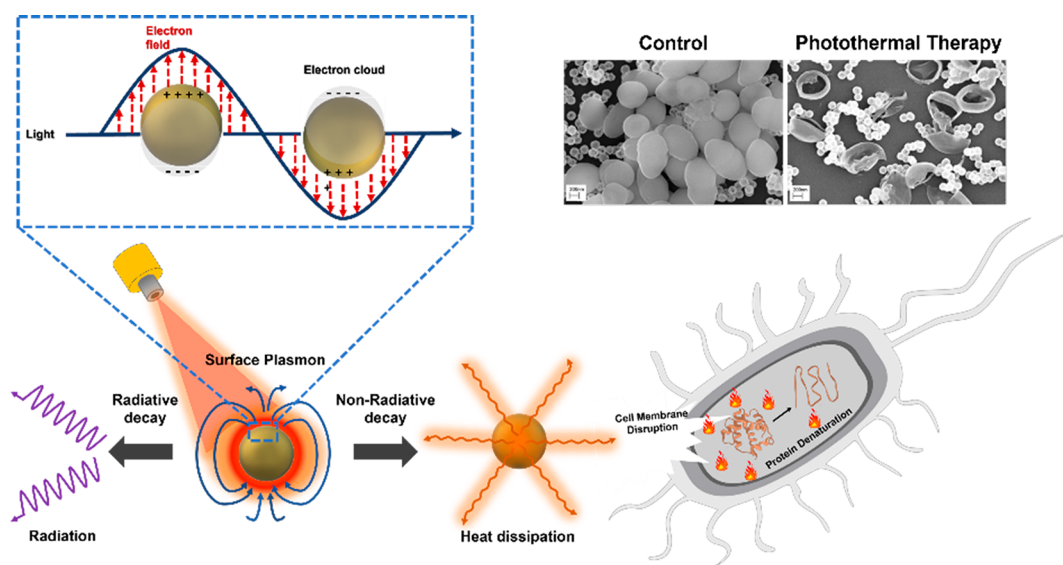 Electron
field
Electron cloud
Light
+ + + +
- - - - -
- - - - -
+ + +
+
Control
Photothermal Therapy
200nm
Surface Plasmon
Radiative
decay
Non-Radiative
decay
Radiation
Heat dissipation
Cell Membrane
Disruption
Protein Denaturation